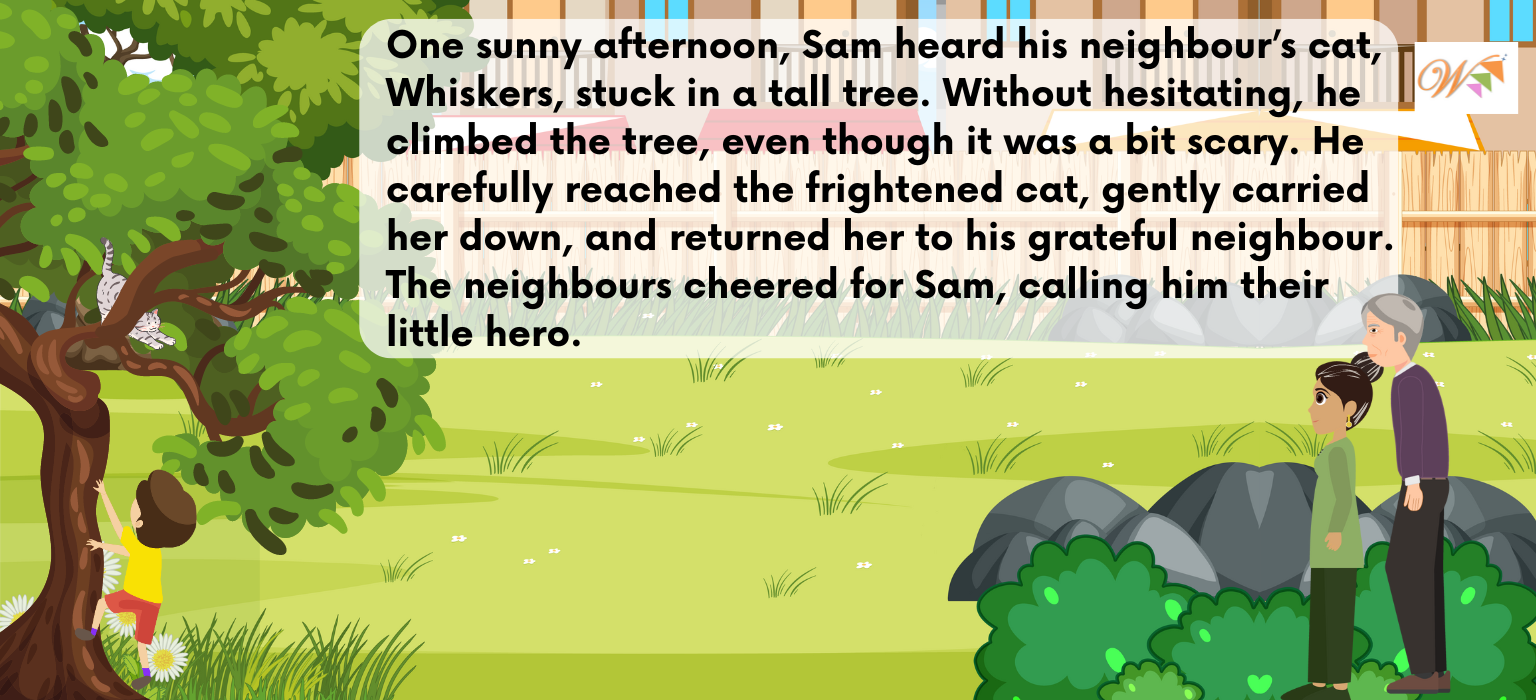 One sunny afternoon, Sam heard his neighbour's cat,
Whiskers, stuck in a tall tree. Without hesitating, he
climbed the tree, even though it was a bit scary. He
carefully reached the frightened cat, gently carried
her down, and returned her to his grateful neighbour.
The neighbours cheered for Sam, calling him their
little hero.
W